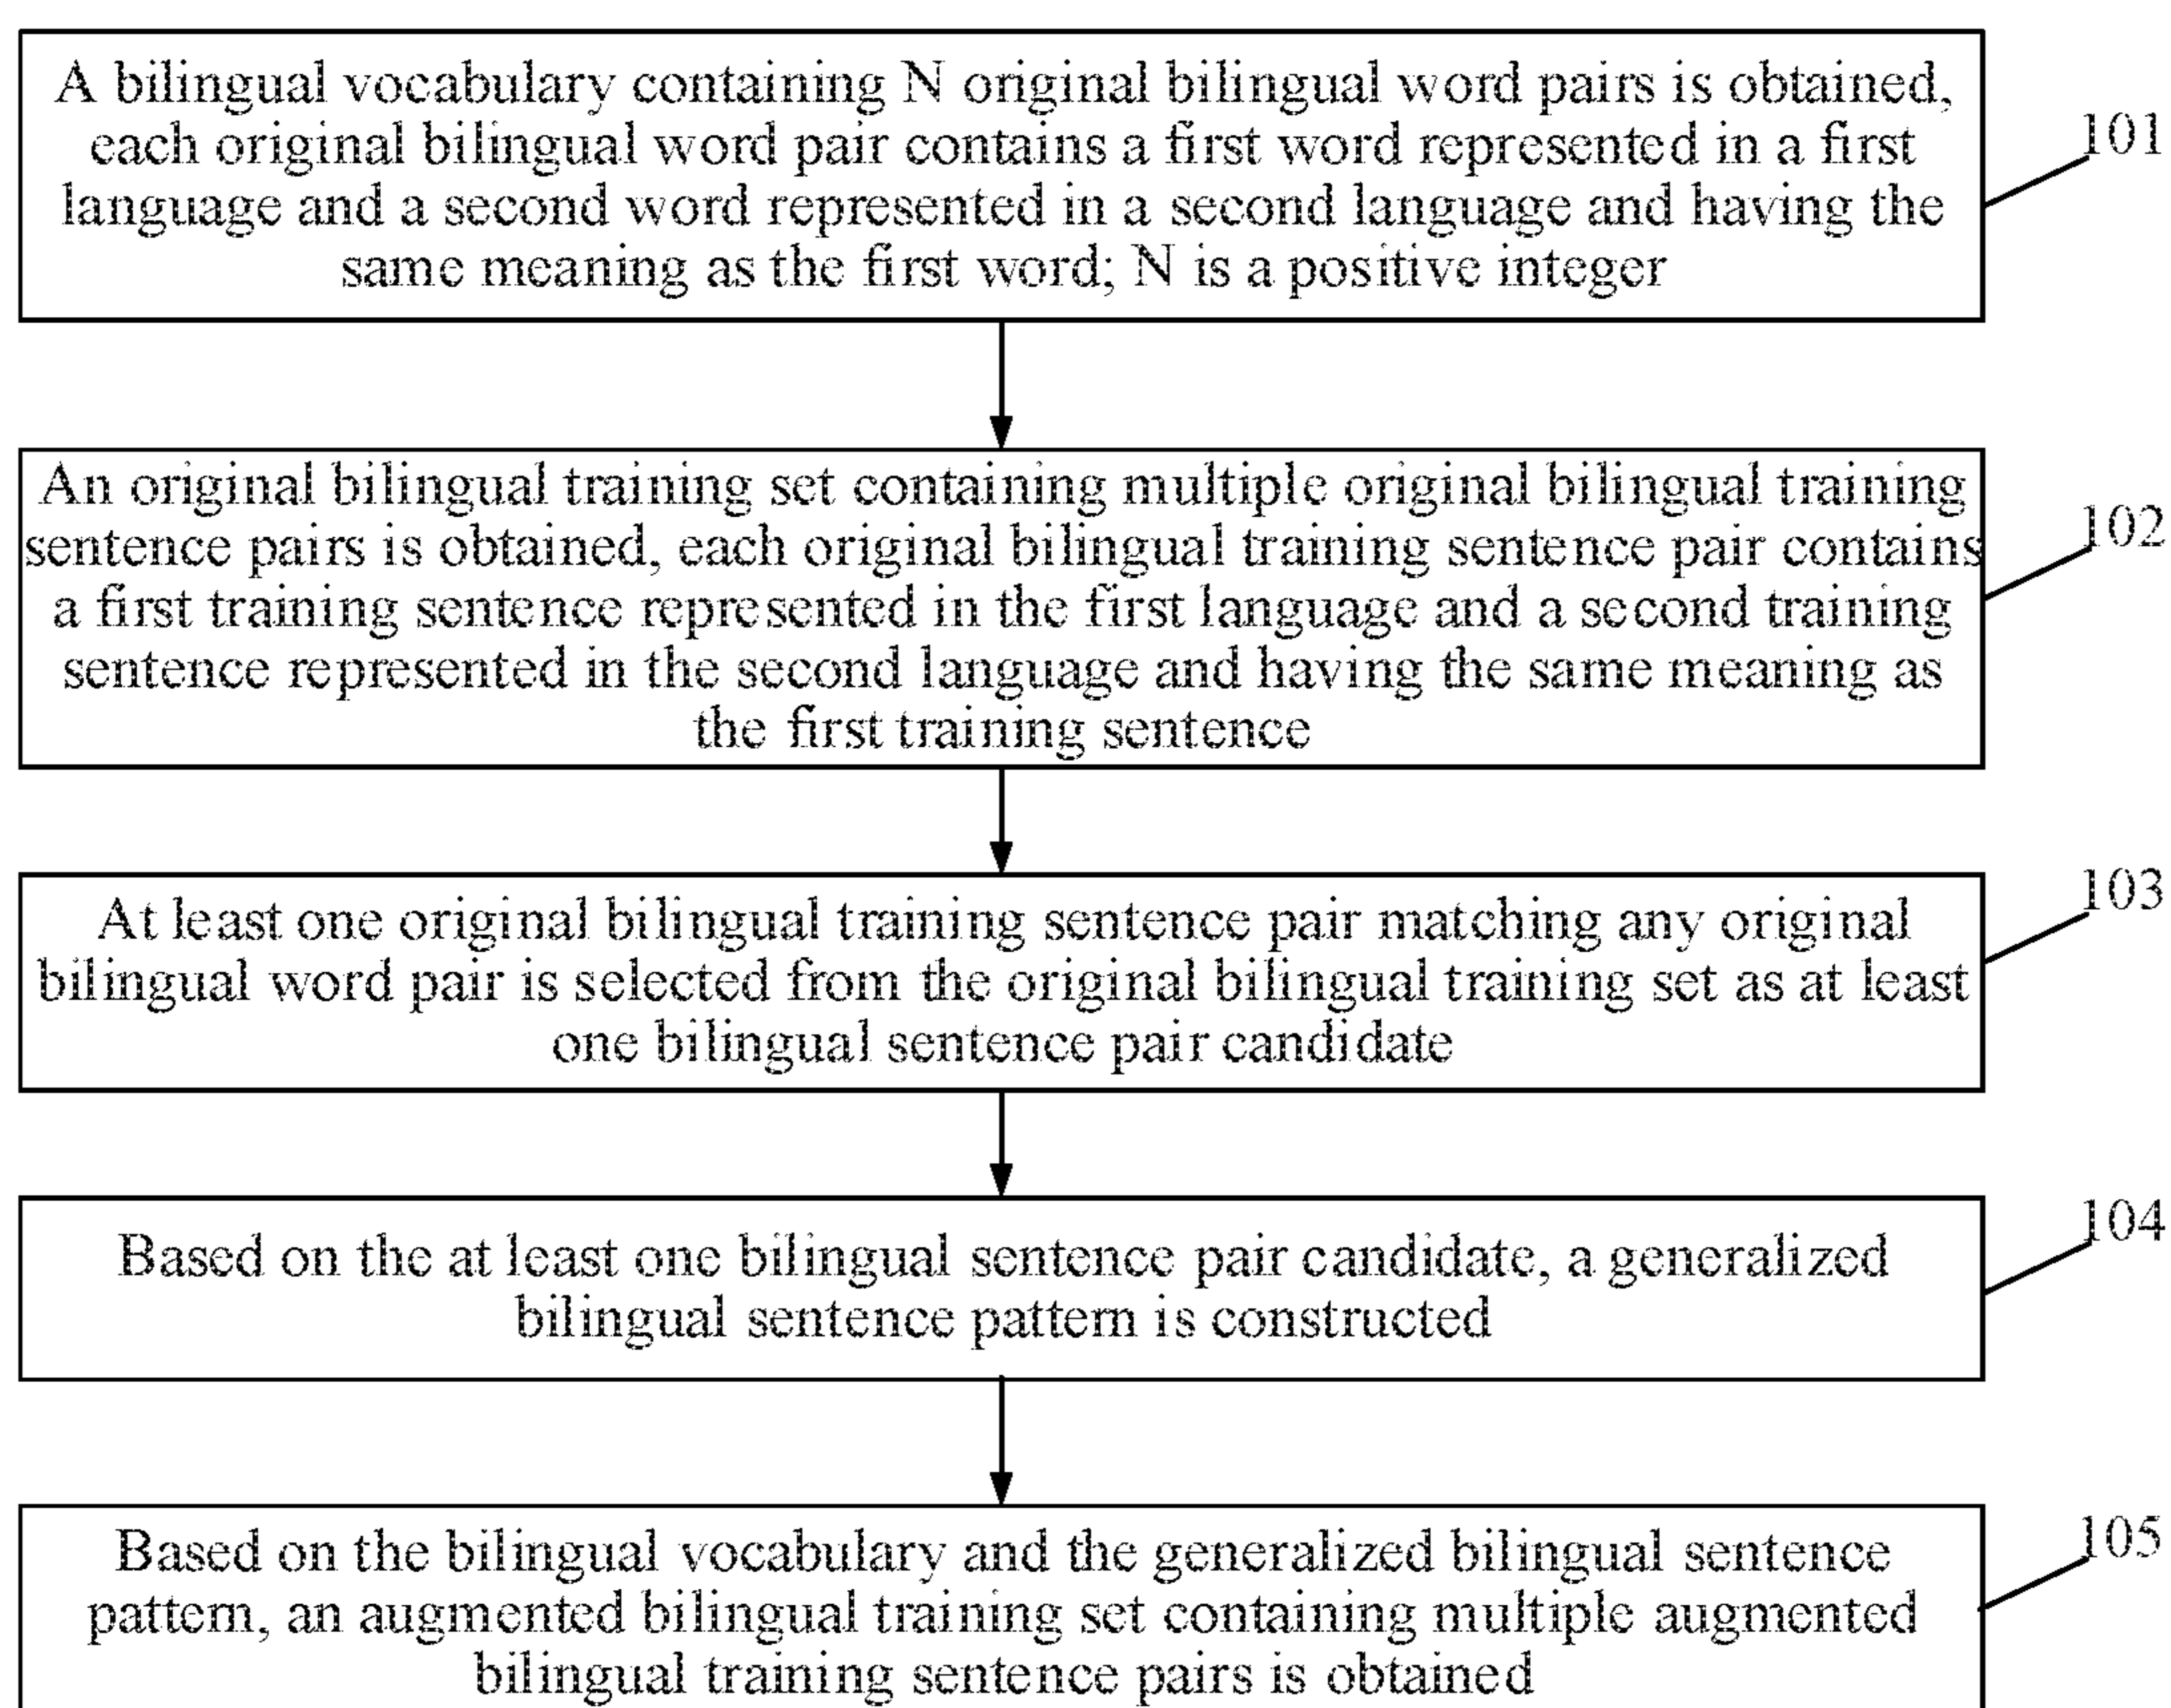 A bilingual vocabulary containing N original bilingual word pairs is obtained,
each original bilingual word pair contains a first word represented in a first
language and a second word represented in a second language and having the
same meaning as the first word; N is a positive integer
101
An original bilingual training set containing multiple original bilingual training
sentence pairs is obtained, each original bilingual training sentence pair contains
a first training sentence represented in the first language and a second training
sentence represented in the second language and having the same meaning as
the first training sentence
102
At least one original bilingual training sentence pair matching any original
bilingual word pair is selected from the original bilingual training set as at least
one bilingual sentence pair candidate
103
Based on the at least one bilingual sentence pair candidate, a generalized
bilingual sentence pattern is constructed
104
Based on the bilingual vocabulary and the generalized bilingual sentence
pattern, an augmented bilingual training set containing multiple augmented
bilingual training sentence pairs is obtained
105